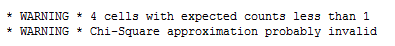 * WARNING * 4 cells with expected counts less than 1
* WARNING * Chi-Square approximation probably invalid